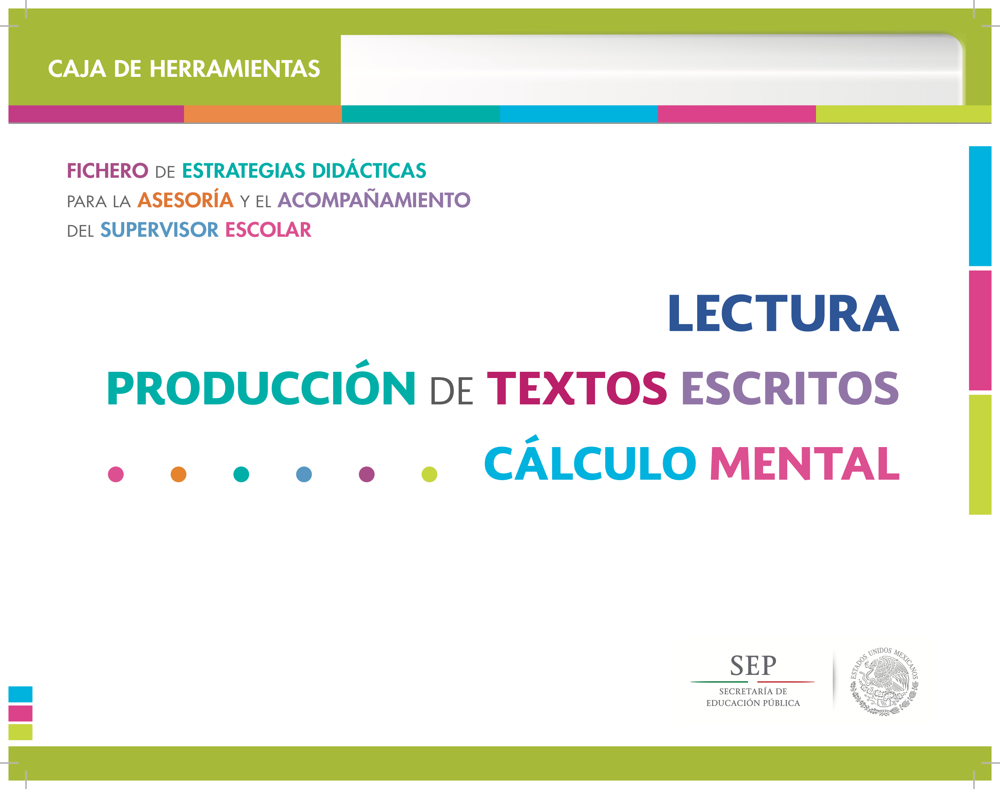 CAJA DE HERRAMIENTAS
FICHERO DE ESTRATEGIAS DIDÁCTICAS
PARA LA ASESORÍA Y EL ACOMPAÑAMIENTO
DEL SUPERVISOR ESCOLAR
LECTURA
PRODUCCIÓN DE TEXTOS ESCRITOS
CÁLCULO MENTAL
SEP
SECRETARÍA DE
EDUCACIÓN PÚBLICA
ESTADOS UNIDOS MEXICANOS